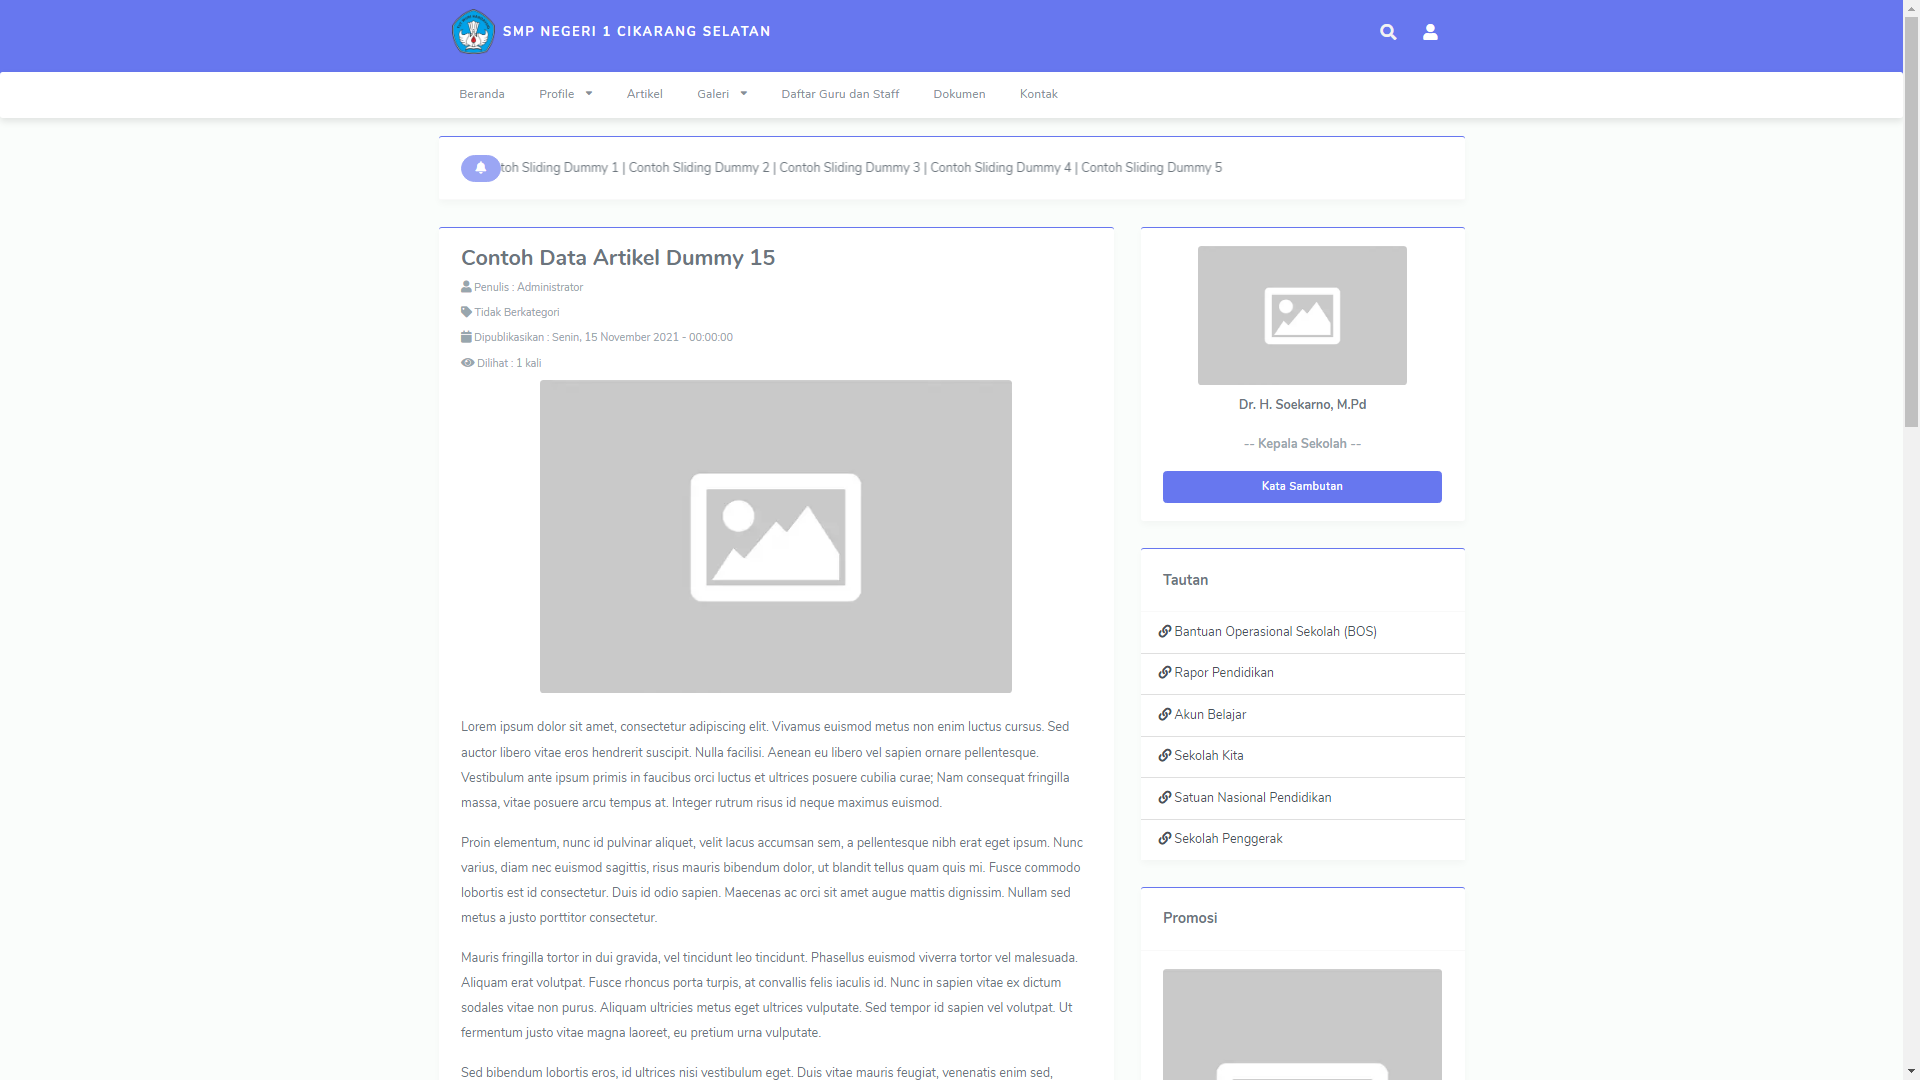 SMP NEGERI 1 CIKARANG SELATAN
Beranda Profile Artikel Galeri Daftar Guru dan Staff Dokumen Kontak
toh Sliding Dummy 1 | Contoh Sliding Dummy 2 | Contoh Sliding Dummy 3 | Contoh Sliding Dummy 4 | Contoh Sliding Dummy 5
Contoh Data Artikel Dummy 15
Penulis : Administrator
Tidak Berkategori
Dipublikasikan : Senin, 15 November 2021 - 00:00:00
Dilihat : 1 kali
Lorem ipsum dolor sit amet, consectetur adipiscing elit. Vivamus euismod metus non enim luctus cursus. Sed
auctor libero vitae eros hendrerit suscipit. Nulla facilisi. Aenean eu libero vel sapien ornare pellentesque.
Vestibulum ante ipsum primis in faucibus orci luctus et ultrices posuere cubilia curae; Nam consequat fringilla
massa, vitae posuere arcu tempus at. Integer rutrum risus id neque maximus euismod.
Proin elementum, nunc id pulvinar aliquet, velit lacus accumsan sem, a pellentesque nibh erat eget ipsum. Nunc
varius, diam nec euismod sagittis, risus mauris bibendum dolor, ut blandit tellus quam quis mi. Fusce commodo
lobortis est id consectetur. Duis id odio sapien. Maecenas ac orci sit amet augue mattis dignissim. Nullam sed
metus a justo porttitor consectetur.
Mauris fringilla tortor in dui gravida, vel tincidunt leo tincidunt. Phasellus euismod viverra tortor vel malesuada.
Aliquam erat volutpat. Fusce rhoncus porta turpis, at convallis felis iaculis id. Nunc in sapien vitae ex dictum
sodales vitae non purus. Aliquam ultricies metus eget ultrices vulputate. Sed tempor id sapien vel volutpat. Ut
fermentum justo vitae magna laoreet, eu pretium urna vulputate.
Sed bibendum lobortis eros, id ultrices nisi vestibulum eget. Duis vitae mauris feugiat, venenatis enim sed,
Dr. H. Soekarno, M.Pd
-- Kepala Sekolah --
Kata Sambutan
Tautan
Bantuan Operasional Sekolah (BOS)
Rapor Pendidikan
Akun Belajar
Sekolah Kita
Satuan Nasional Pendidikan
Sekolah Penggerak
Promosi